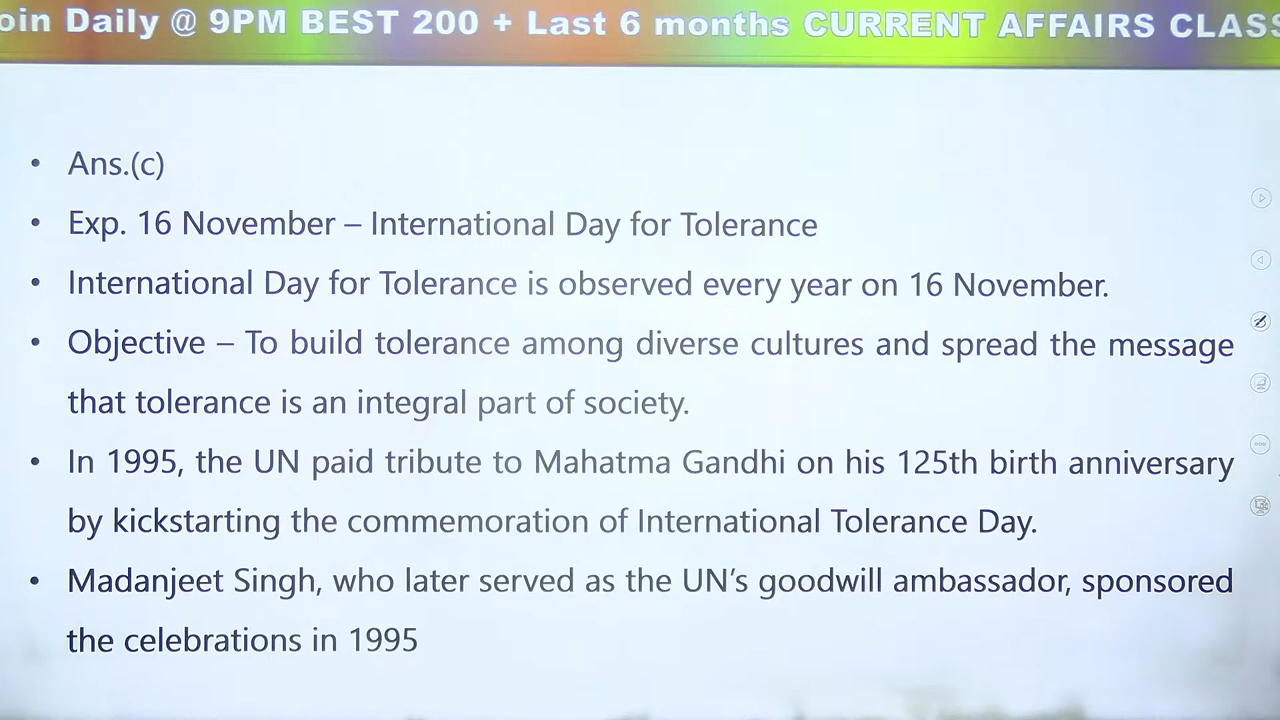 oin Daily @ 9PM BEST 200 + Last 6 months CURRENT AFFAIRS CLASS
• Ans.(c)
• Exp. 16 November – International Day for Tolerance
• International Day for Tolerance is observed every year on 16 November.
• Objective – To build tolerance among diverse cultures and spread the message
that tolerance is an integral part of society.
• In 1995, the UN paid tribute to Mahatma Gandhi on his 125th birth anniversary
by kickstarting the commemoration of International Tolerance Day.
• Madanjeet Singh, who later served as the UN’s goodwill ambassador, sponsored
the celebrations in 1995